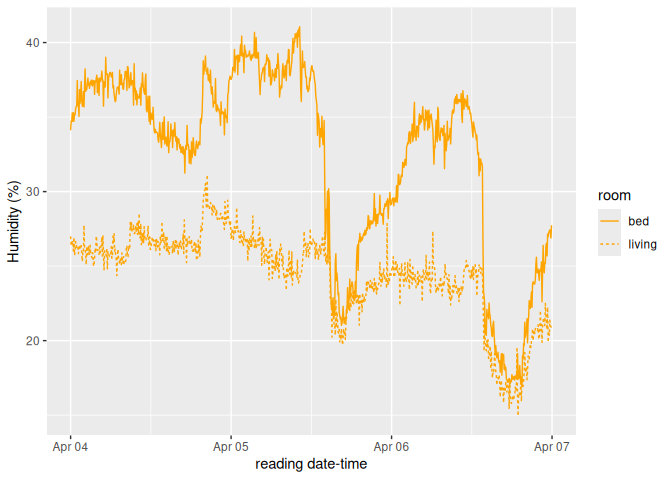 40
30
20
Humidity (%)
Apr 04
Apr 05
Apr 06
Apr 07
reading date-time
room
bed
living